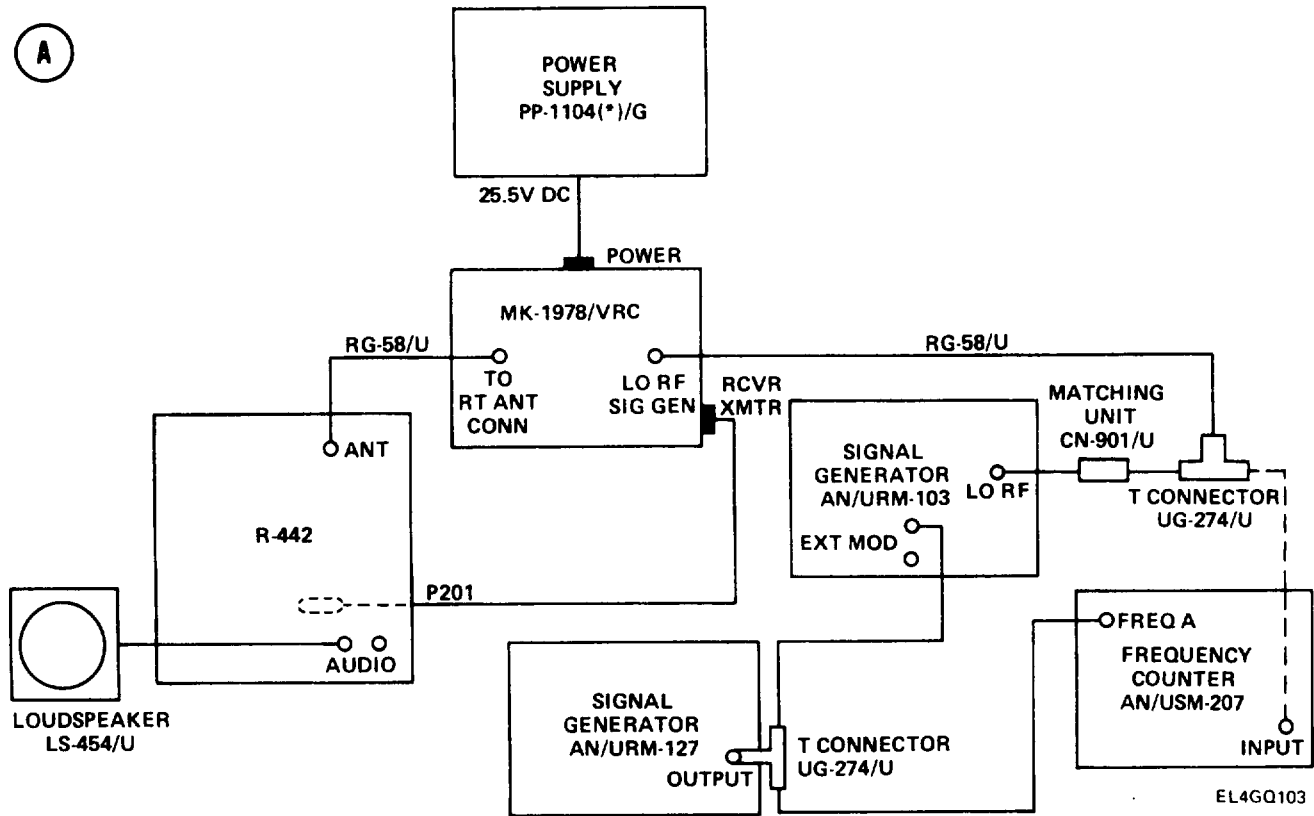 A
POWER
SUPPLY
PP-1104(*)/G
25.5V DC
POWER
MK-1978/VRC
RG-58/U
RG-58/U
TO
RT ANT
CONN
LO RF
SIG GEN
RCVR
XMTR
MATCHING
UNIT
CN-901/U
ANT
SIGNAL
GENERATOR
AN/URM-103
LO RF
T CONNECTOR
UG-274/U
R-442
EXT MOD
P201
FREQ A
AUDIO
FREQUENCY
COUNTER
AN/USM-207
LOUDSPEAKER
LS-454/U
SIGNAL
GENERATOR
AN/URM-127
OUTPUT
T CONNECTOR
UG-274/U
INPUT
EL4GQ103